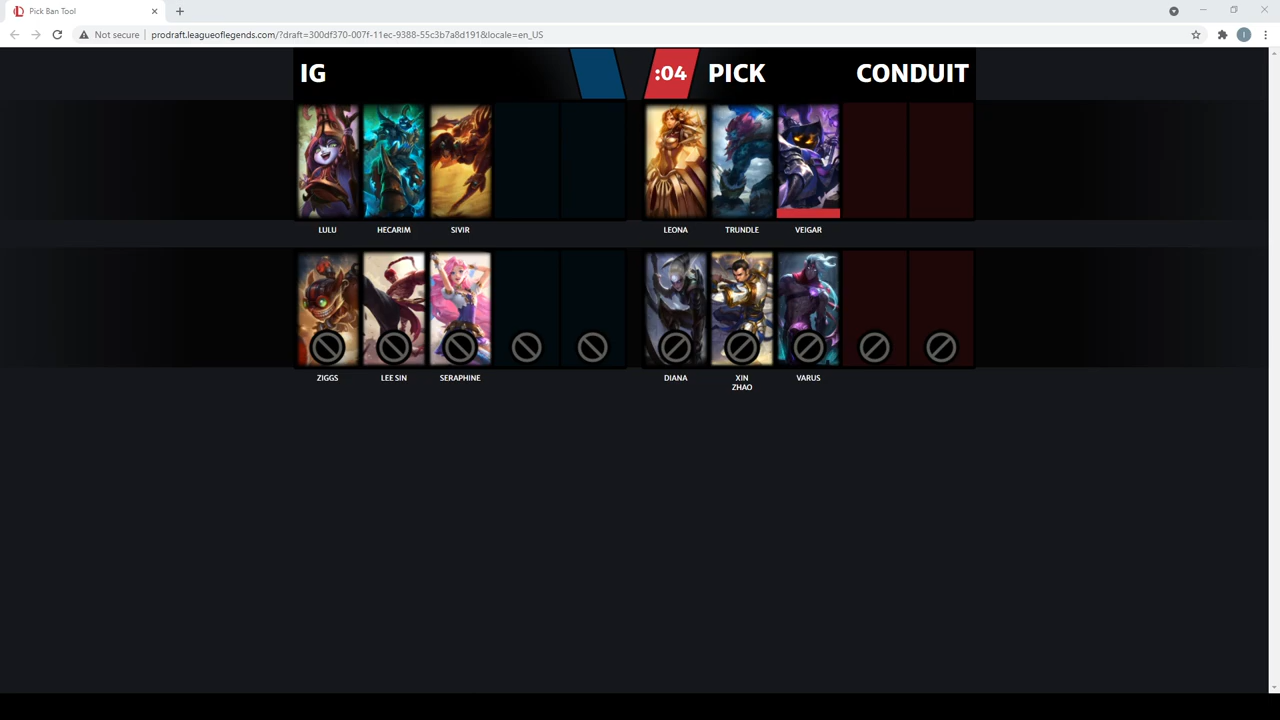 Pick Ban Tool
Not secure
prodraft.leagueoflegends.com/?draft=300df370-007f-11ec-9388-55c3b7a8d191&locale=en_US
IG
:04 PICK
CONDUIT
LULU
HECARIM
SIVIR
LEONA
TRUNDLE
VEIGAR
ZIGGS
LEE SIN
SERAPHINE
DIANA
XIN
ZHAO
VARUS